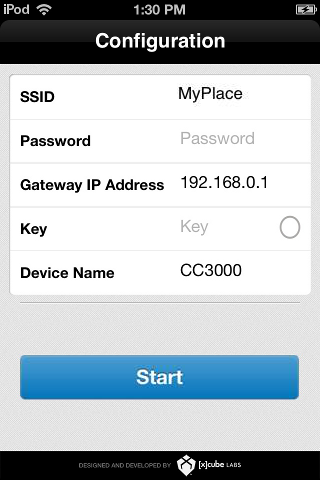 iPod 1:30 PM
Configuration
SSID MyPlace
Password Password
Gateway IP Address 192.168.0.1
Key Key
Device Name CC3000
Start
DESIGNED AND DEVELOPED BY [x]cube LABS